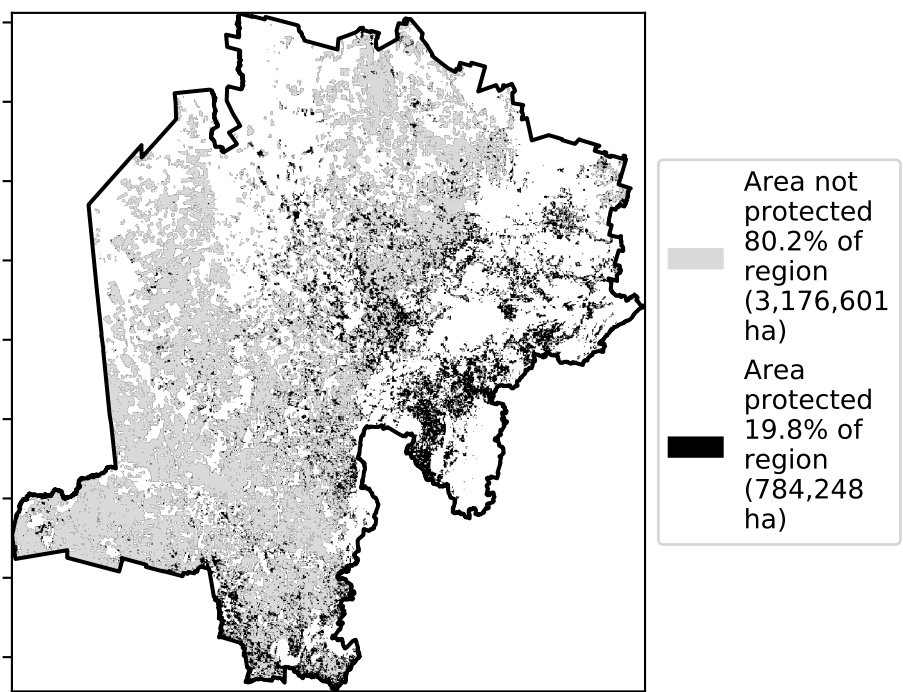 Area not
protected
80.2% of
region
(3,176,601
ha)
Area
protected
19.8% of
region
(784,248
ha)